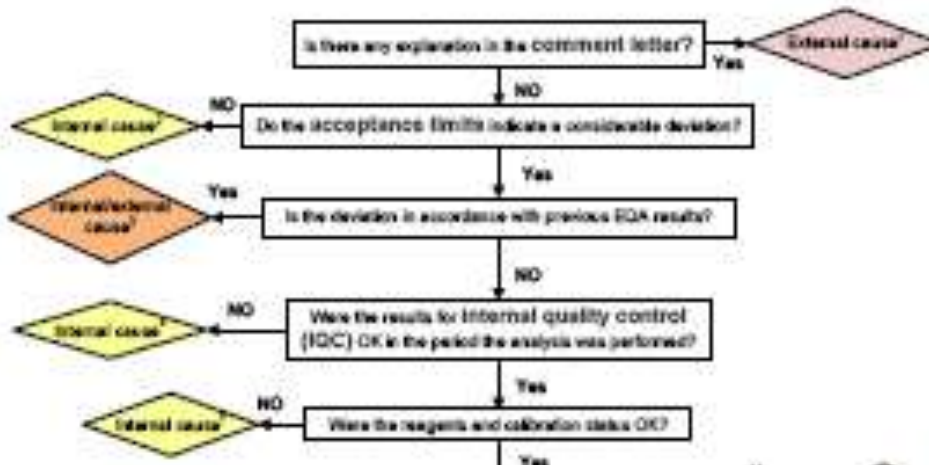 Is there any explanation in the comment letter?
External cause
Yes
NO
NO
Internal cause
Do the acceptance limits indicate a considerable deviation?
Yes
Yes
Internal/external
cause
Is the deviation in accordance with previous EQA results?
NO
NO
Internal cause
Were the results for internal quality control
(IQC) OK in the period the analysis was performed?
Yes
NO
Internal cause
Were the reagents and calibration status OK?
Yes